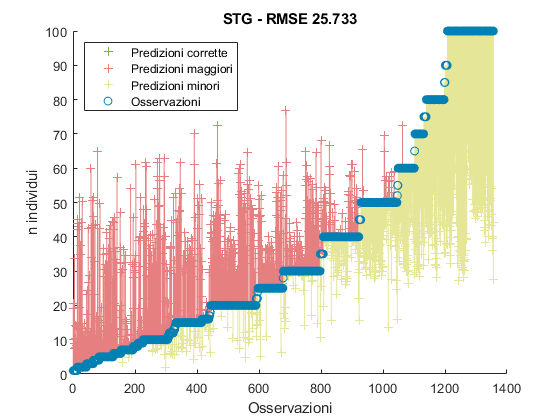 STG - RMSE 25.733
Predizioni corrette
Predizioni maggiori
Predizioni minori
Osservazioni
n individui
100
90
80
70
60
50
40
30
20
10
0
0 200 400 600 800 1000 1200 1400
Osservazioni